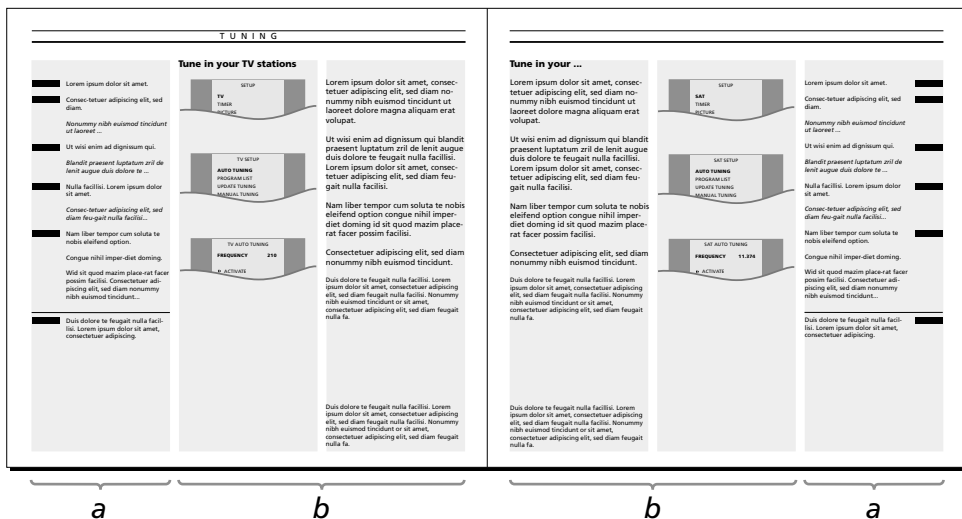 TUNING
Tune in your TV stations
Lorem ipsum dolor sit amet.
Consec-tetuer adipiscing elit, sed
diam.
Nonummy nibh euismod tincidunt
ut laoreet ...
Ut wisi enim ad dignissum qui.
Blandit praesent luptatum zril de
lenit augue duis dolore te ...
Nulla facillisi. Lorem ipsum dolor
sit amet.
Consec-tetuer adipiscing elit, sed
diam feu-gait nulla facilisi...
Nam liber tempor cum soluta te
nobis eleifend option.
Congue nihil imper-diet doming.
Wid sit quod mazim place-rat facer
possim facilisi. Consectetuer adi-
piscing elit, sed diam nonummy
nibh euismod tincidunt...
Duis dolore te feugait nulla facil-
lisi. Lorem ipsum dolor sit amet,
consectetuer adipiscing.
SETUP
TV
TIMER
PICTURE
TV SETUP
AUTO TUNING
PROGRAM LIST
UPDATE TUNING
MANUAL TUNING
TV AUTO TUNING
FREQUENCY 210
ACTIVATE
Lorem ipsum dolor sit amet, consec-
tetuer adipiscing elit, sed diam no-
nummy nibh euismod tincidunt ut
laoreet dolore magna aliquam erat
volupat.
Ut wisi enim ad dignissum qui blandit
praesent luptatum zril de lenit augue
duis dolore te feugait nulla facillisi.
Lorem ipsum dolor sit amet, consec-
tetuer adipiscing elit, sed diam feu-
gait nulla facilisi.
Nam liber tempor cum soluta te nobis
eleifend option congue nihil imper-
diet doming id sit quod mazim place-
rat facer possim facilisi.
Consectetuer adipiscing elit, sed diam
nonummy nibh euismod tincidunt.
Duis dolore te feugait nulla facillisi. Lorem
ipsum dolor sit amet, consectetuer adipiscing
elit, sed diam feugait nulla facilisi. Nonummy
nibh euismod tincidunt or sit amet,
consectetuer adipiscing elit, sed diam feugait
nulla fa.
Duis dolore te feugait nulla facillisi. Lorem
ipsum dolor sit amet, consectetuer adipiscing
elit, sed diam feugait nulla facilisi. Nonummy
nibh euismod tincidunt or sit amet,
consectetuer adipiscing elit, sed diam feugait
nulla fa.
Tune in your ...
Lorem ipsum dolor sit amet, consec-
tetuer adipiscing elit, sed diam no-
nummy nibh euismod tincidunt ut
laoreet dolore magna aliquam erat
volupat.
Ut wisi enim ad dignissum qui blandit
praesent luptatum zril de lenit augue
duis dolore te feugait nulla facillisi.
Lorem ipsum dolor sit amet, consec-
tetuer adipiscing elit, sed diam feu-
gait nulla facilisi.
Nam liber tempor cum soluta te nobis
eleifend option congue nihil imper-
diet doming id sit quod mazim place-
rat facer possim facilisi.
Consectetuer adipiscing elit, sed diam
nonummy nibh euismod tincidunt.
Duis dolore te feugait nulla facillisi. Lorem
ipsum dolor sit amet, consectetuer adipiscing
elit, sed diam feugait nulla facilisi. Nonummy
nibh euismod tincidunt or sit amet,
consectetuer adipiscing elit, sed diam feugait
nulla fa.
Duis dolore te feugait nulla facillisi. Lorem
ipsum dolor sit amet, consectetuer adipiscing
elit, sed diam feugait nulla facilisi. Nonummy
nibh euismod tincidunt or sit amet,
consectetuer adipiscing elit, sed diam feugait
nulla fa.
SETUP
SAT
TIMER
PICTURE
SAT SETUP
AUTO TUNING
PROGRAM LIST
UPDATE TUNING
MANUAL TUNING
SAT AUTO TUNING
FREQUENCY 11.374
ACTIVATE
Lorem ipsum dolor sit amet.
Consec-tetuer adipiscing elit, sed
diam.
Nonummy nibh euismod tincidunt
ut laoreet ...
Ut wisi enim ad dignissum qui.
Blandit praesent luptatum zril de
lenit augue duis dolore te ...
Nulla facillisi. Lorem ipsum dolor
sit amet.
Consec-tetuer adipiscing elit, sed
diam feu-gait nulla facilisi...
Nam liber tempor cum soluta te
nobis eleifend option.
Congue nihil imper-diet doming.
Wid sit quod mazim place-rat facer
possim facilisi. Consectetuer adi-
piscing elit, sed diam nonummy
nibh euismod tincidunt...
Duis dolore te feugait nulla facil-
lisi. Lorem ipsum dolor sit amet,
consectetuer adipiscing.
a
b
b
a